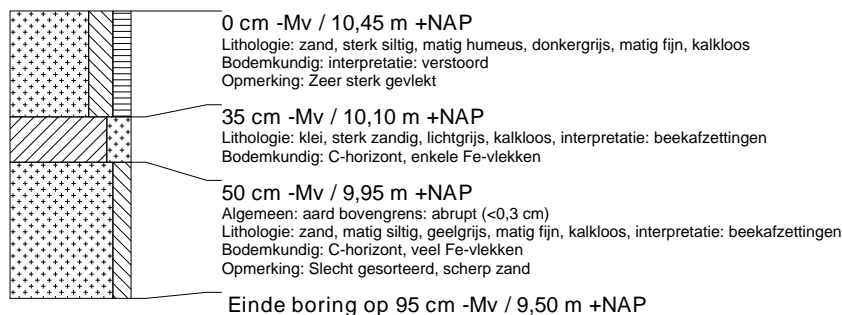 0 cm -Mv / 10,45 m +NAP
Lithologie: zand, sterk siltig, matig humeus, donkergrijs, matig fijn, kalkloos
Bodemkundig: interpretatie: verstoord
Opmerking: Zeer sterk gevlekt
35 cm -Mv / 10,10 m +NAP
Lithologie: klei, sterk zandig, lichtgrijs, kalkloos, interpretatie: beekafzettingen
Bodemkundig: C-horizont, enkele Fe-vlekken
50 cm -Mv / 9,95 m +NAP
Algemeen: aard bovengrens: abrupt (<0,3 cm)
Lithologie: zand, matig siltig, geelgrijs, matig fijn, kalkloos, interpretatie: beekafzettingen
Bodemkundig: C-horizont, veel Fe-vlekken
Opmerking: Slecht gesorteerd, scherp zand
Einde boring op 95 cm -Mv / 9,50 m +NAP